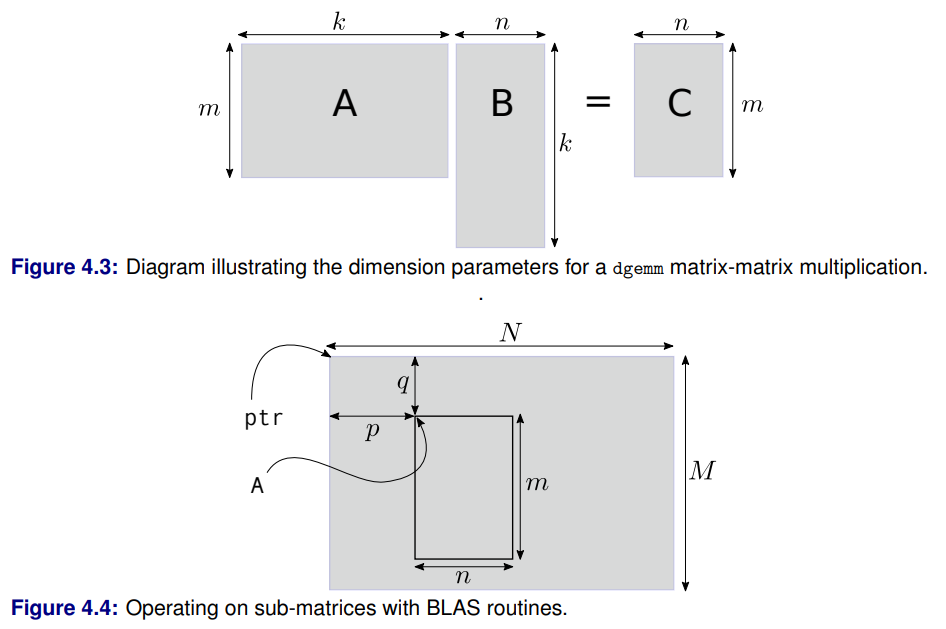 k
n
n
m
A
B
=
C
m
k
Figure 4.3: Diagram illustrating the dimension parameters for a dgemm matrix-matrix multiplication.
.
N
q
ptr
p
A
m
M
n
Figure 4.4: Operating on sub-matrices with BLAS routines.